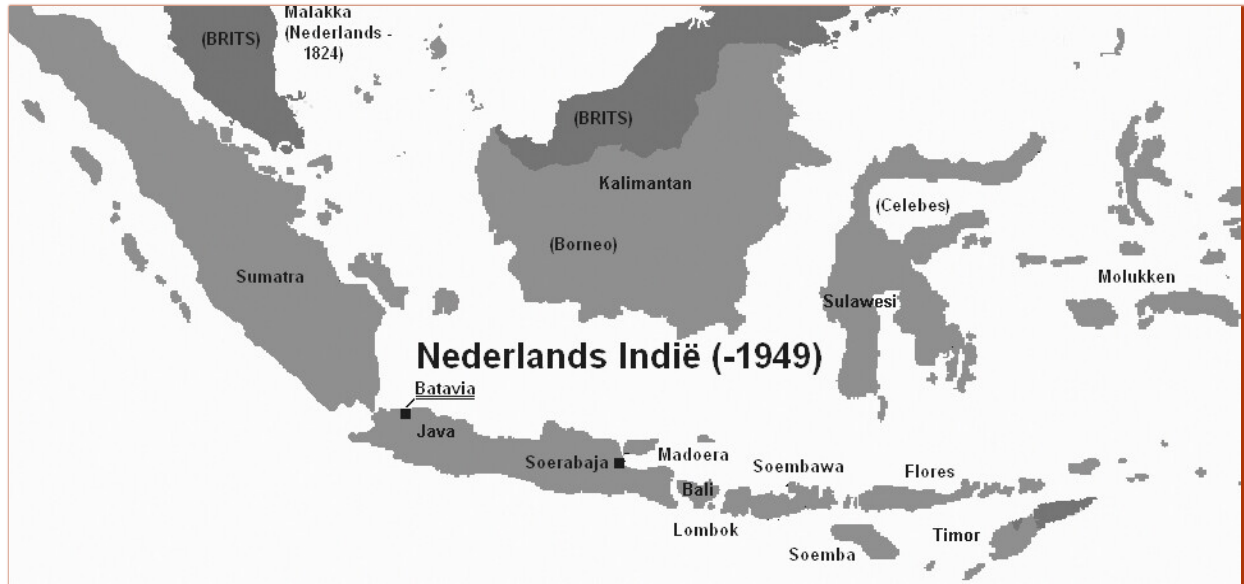 Malakka
(Nederlands -
1824)
(BRITS)
(BRITS)
Kalimantan
(Celebes)
(Borneo)
Sumatra
Molukken
Sulawesi
Nederlands Indië (-1949)
Batavia
Java
Madoera
Soerabaja
Soembawa
Flores
Bali
Lombok
Timor
Soemba